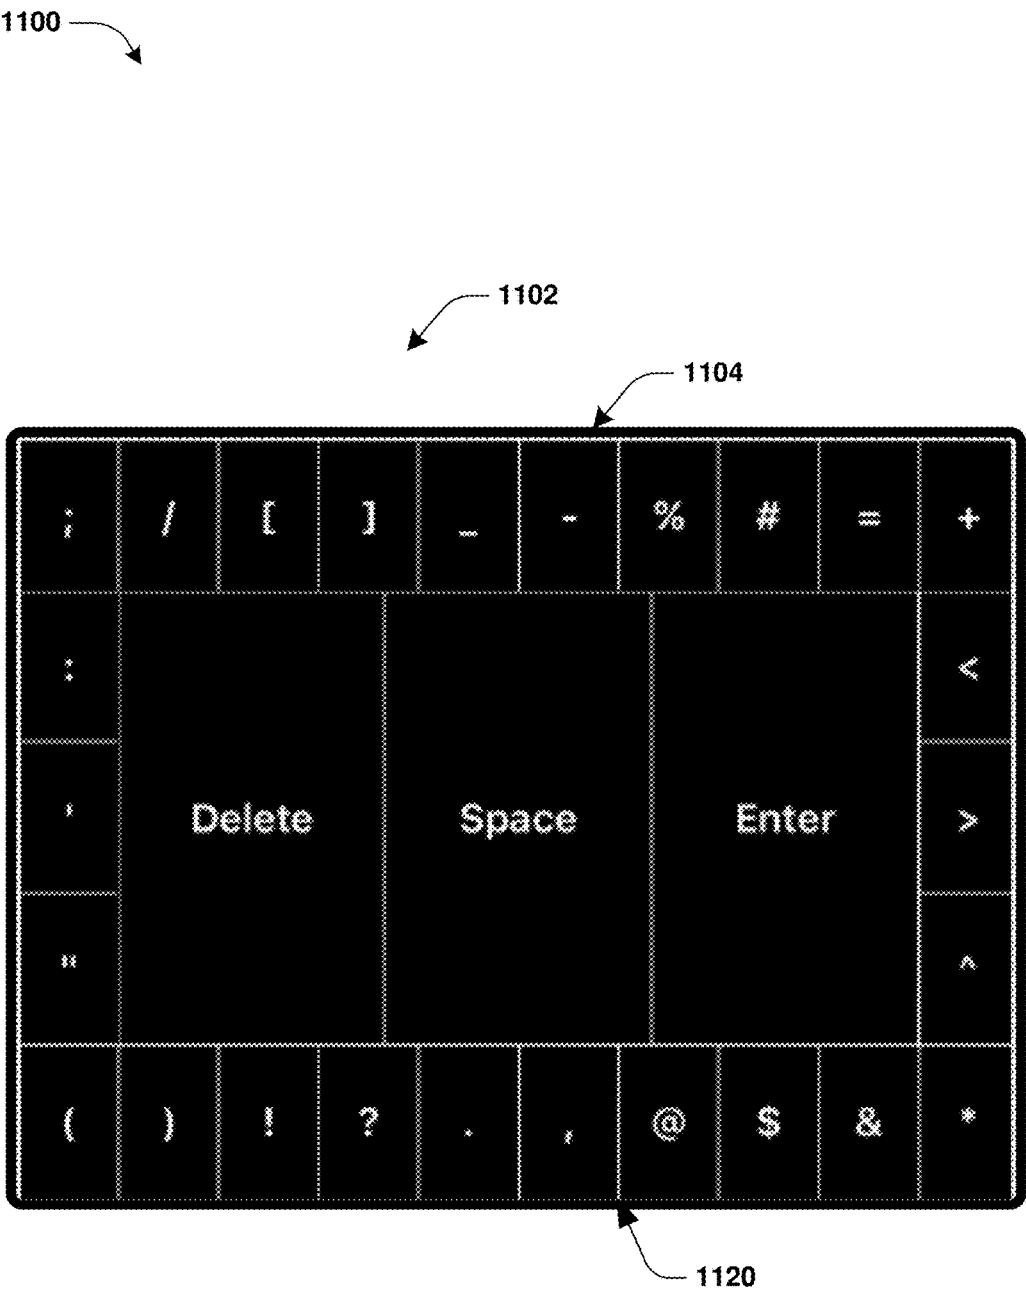 1100
1102
1104
; / [ ] _ - % # = +
: <
' >
Delete Space Enter
" ^
( ) ! ? . , @ $ & *
1120